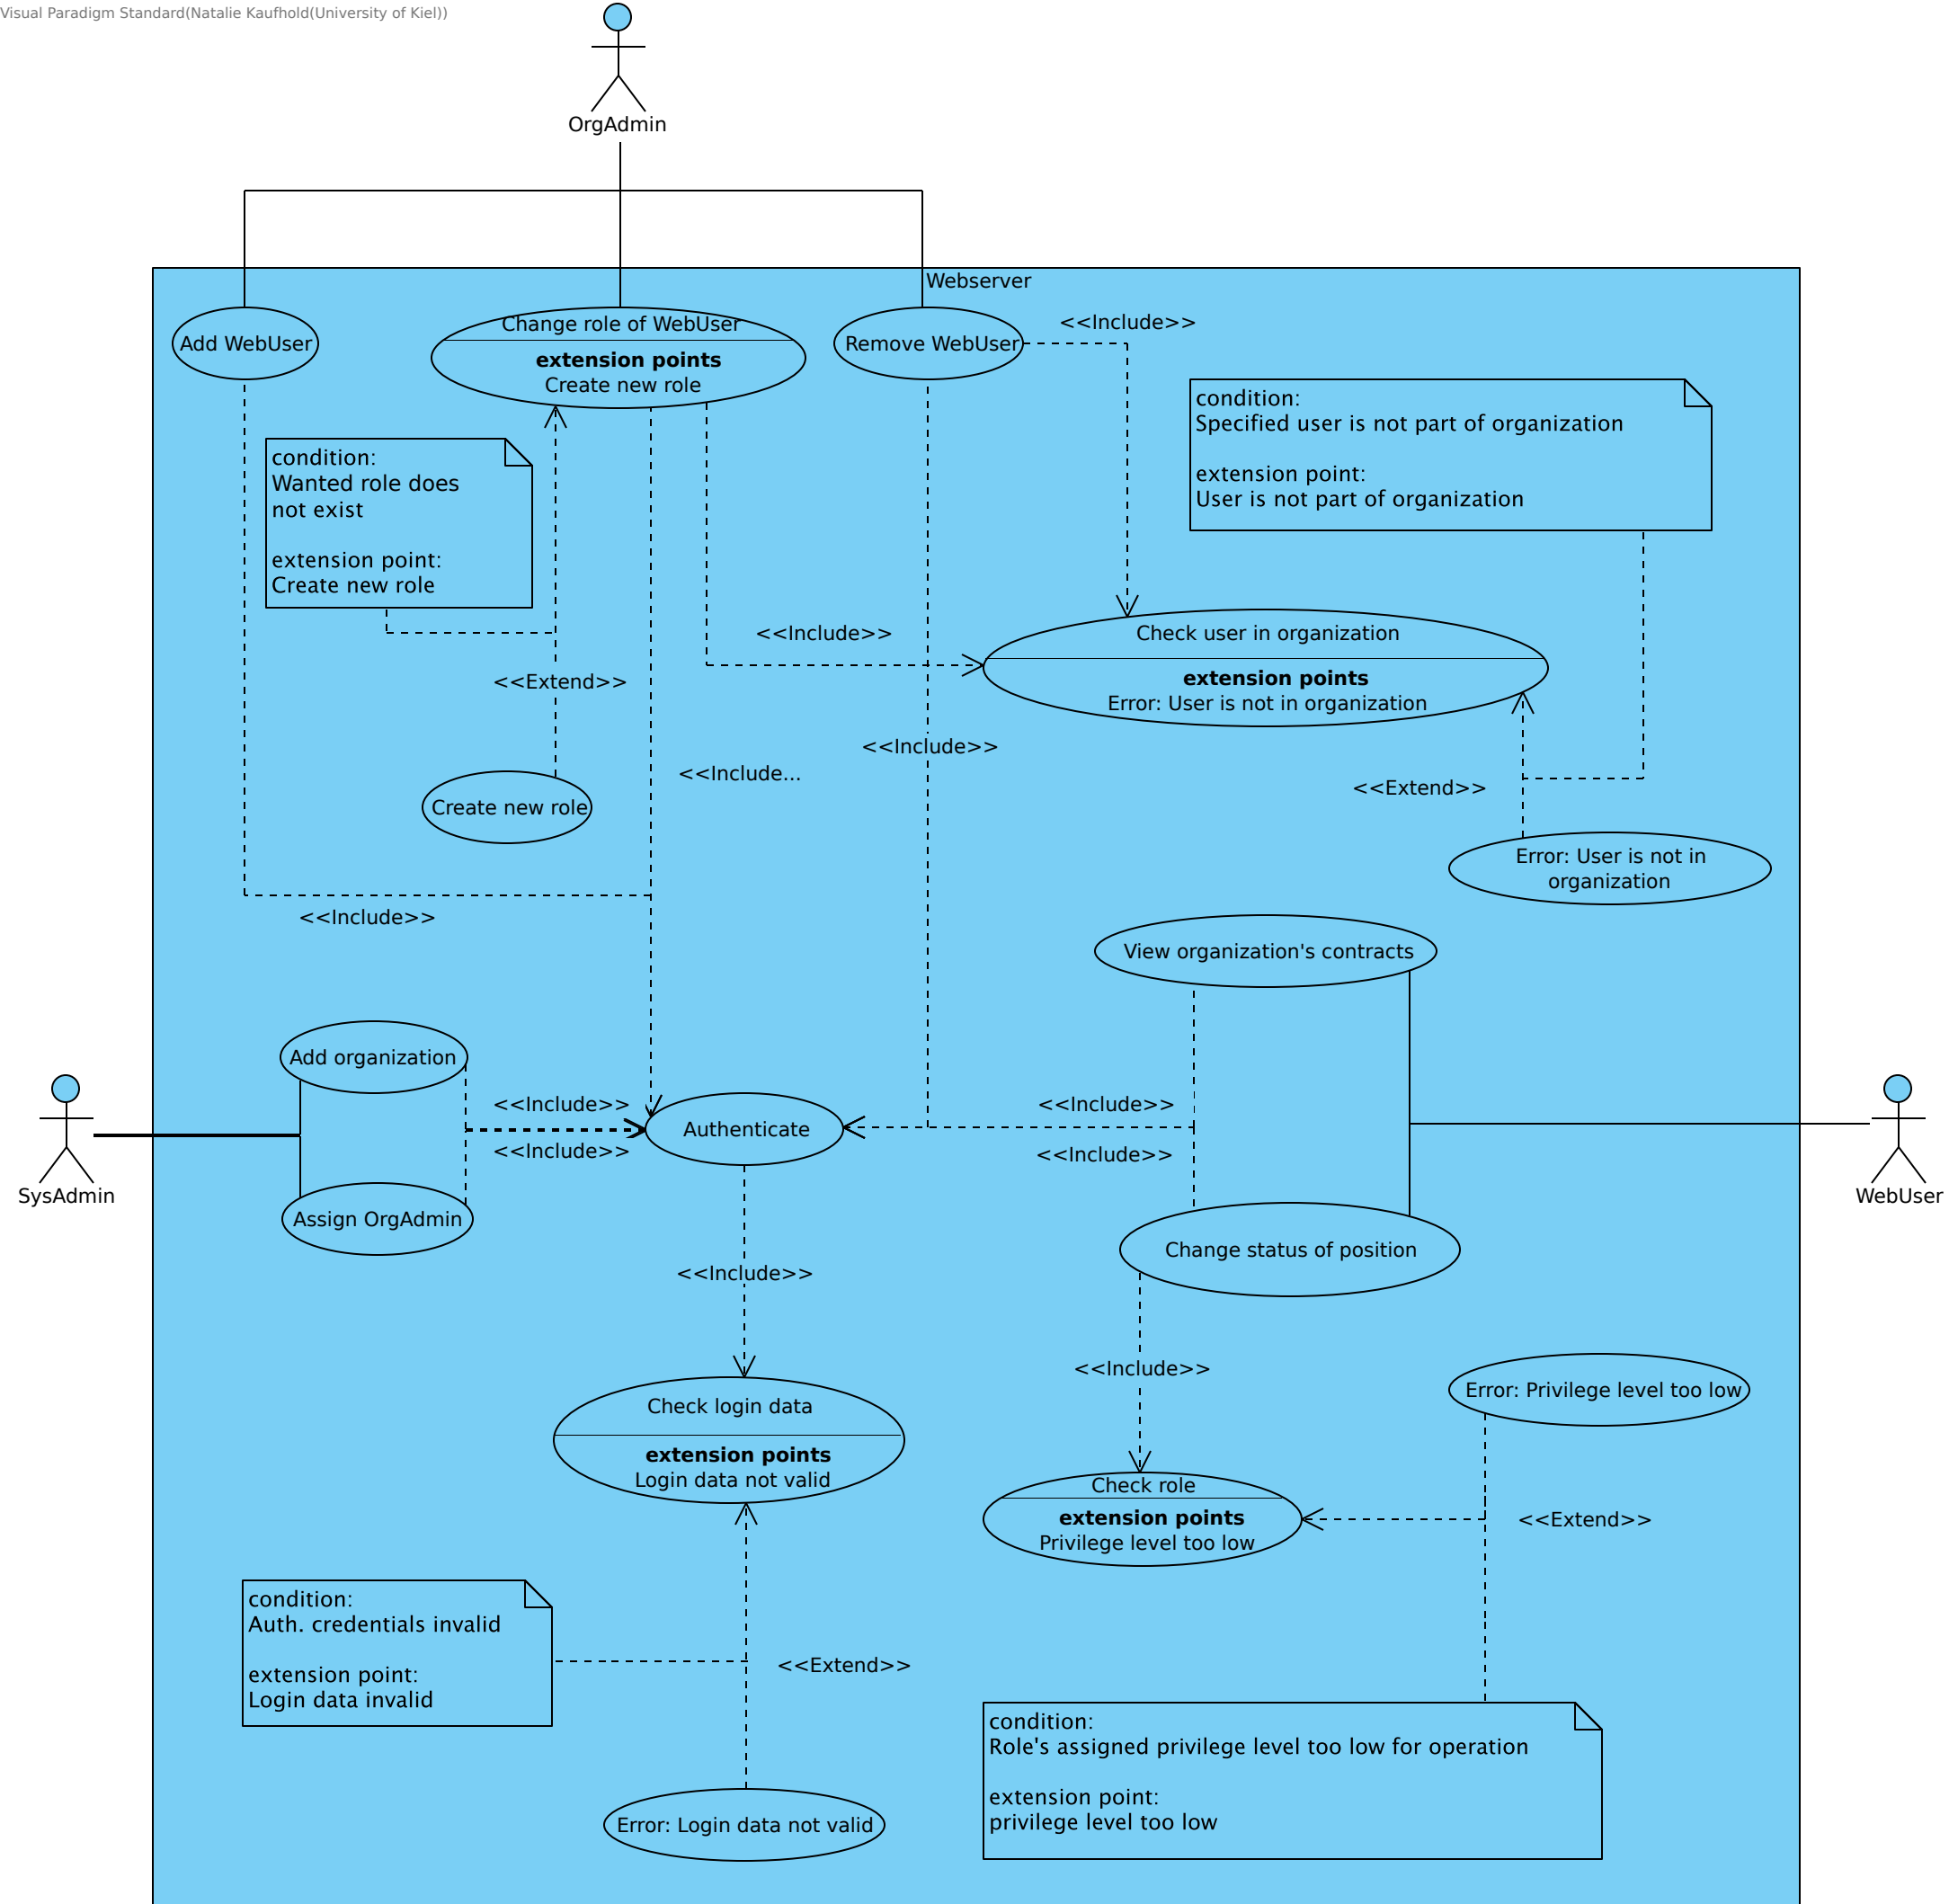 Visual Paradigm Standard(Natalie Kaufhold(University of Kiel))
OrgAdmin
Webserver
Add WebUser
Change role of WebUser
extension points
Create new role
Remove WebUser
<<Include>>
condition:
Specified user is not part of organization
extension point:
User is not part of organization
condition:
Wanted role does
not exist
extension point:
Create new role
<<Include>>
Check user in organization
extension points
Error: User is not in organization
<<Extend>>
<<Include>>
<<Include...
<<Extend>>
Create new role
Error: User is not in
organization
<<Include>>
View organization's contracts
Add organization
<<Include>>
<<Include>>
Authenticate
<<Include>>
<<Include>>
SysAdmin
WebUser
Assign OrgAdmin
Change status of position
<<Include>>
<<Include>>
Check login data
extension points
Login data not valid
Error: Privilege level too low
Check role
extension points
Privilege level too low
<<Extend>>
condition:
Auth. credentials invalid
extension point:
Login data invalid
<<Extend>>
condition:
Role's assigned privilege level too low for operation
extension point:
privilege level too low
Error: Login data not valid